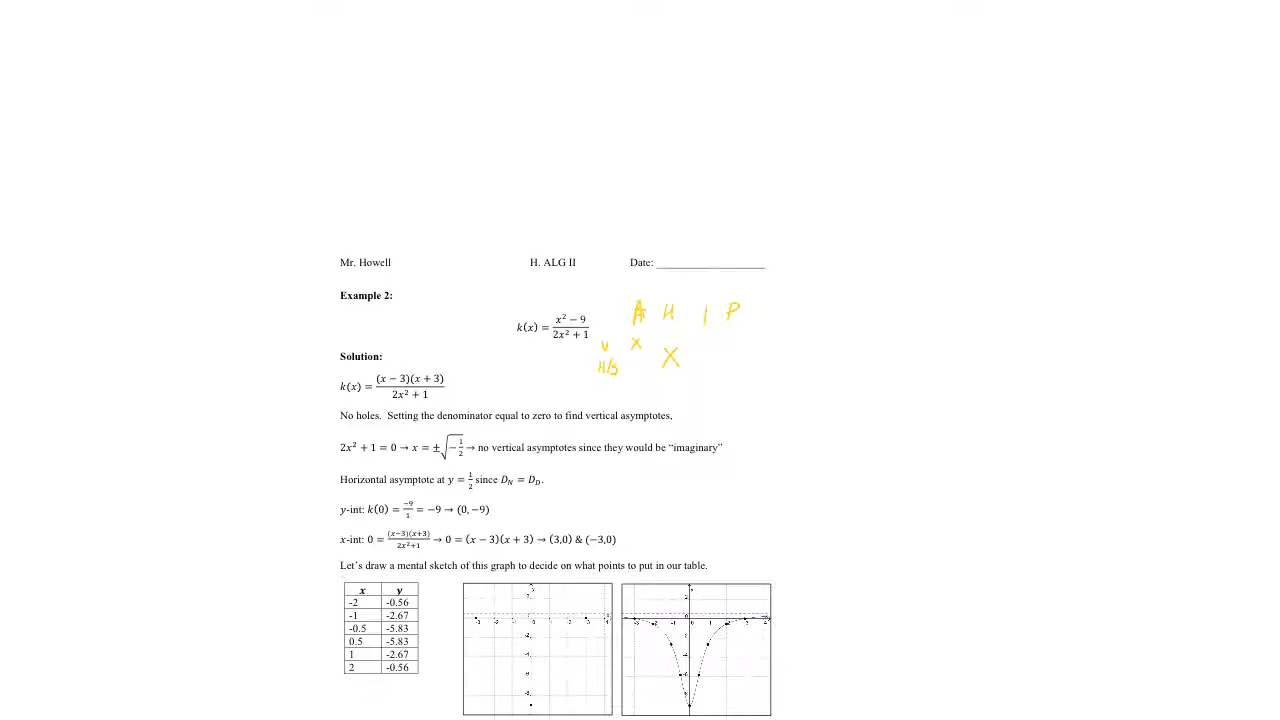 Mr. Howell H. ALG II Date: ____________________
Example 2:
k(x) = (x² − 9)/(2x² + 1)
A H I P
V X
H/S X
Solution:
k(x) = ((x − 3)(x + 3))/(2x² + 1)
No holes. Setting the denominator equal to zero to find vertical asymptotes,
2x² + 1 = 0 → x = ±√(−1/2) → no vertical asymptotes since they would be “imaginary”
Horizontal asymptote at y = 1/2 since D_N = D_D.
y-int: k(0) = −9/1 = −9 → (0, −9)
x-int: 0 = ((x−3)(x+3))/(2x²+1) → 0 = (x − 3)(x + 3) → (3,0) & (−3,0)
Let's draw a mental sketch of this graph to decide on what points to put in our table.
x y
-2 -0.56
-1 -2.67
-0.5 -5.83
0.5 -5.83
1 -2.67
2 -0.56